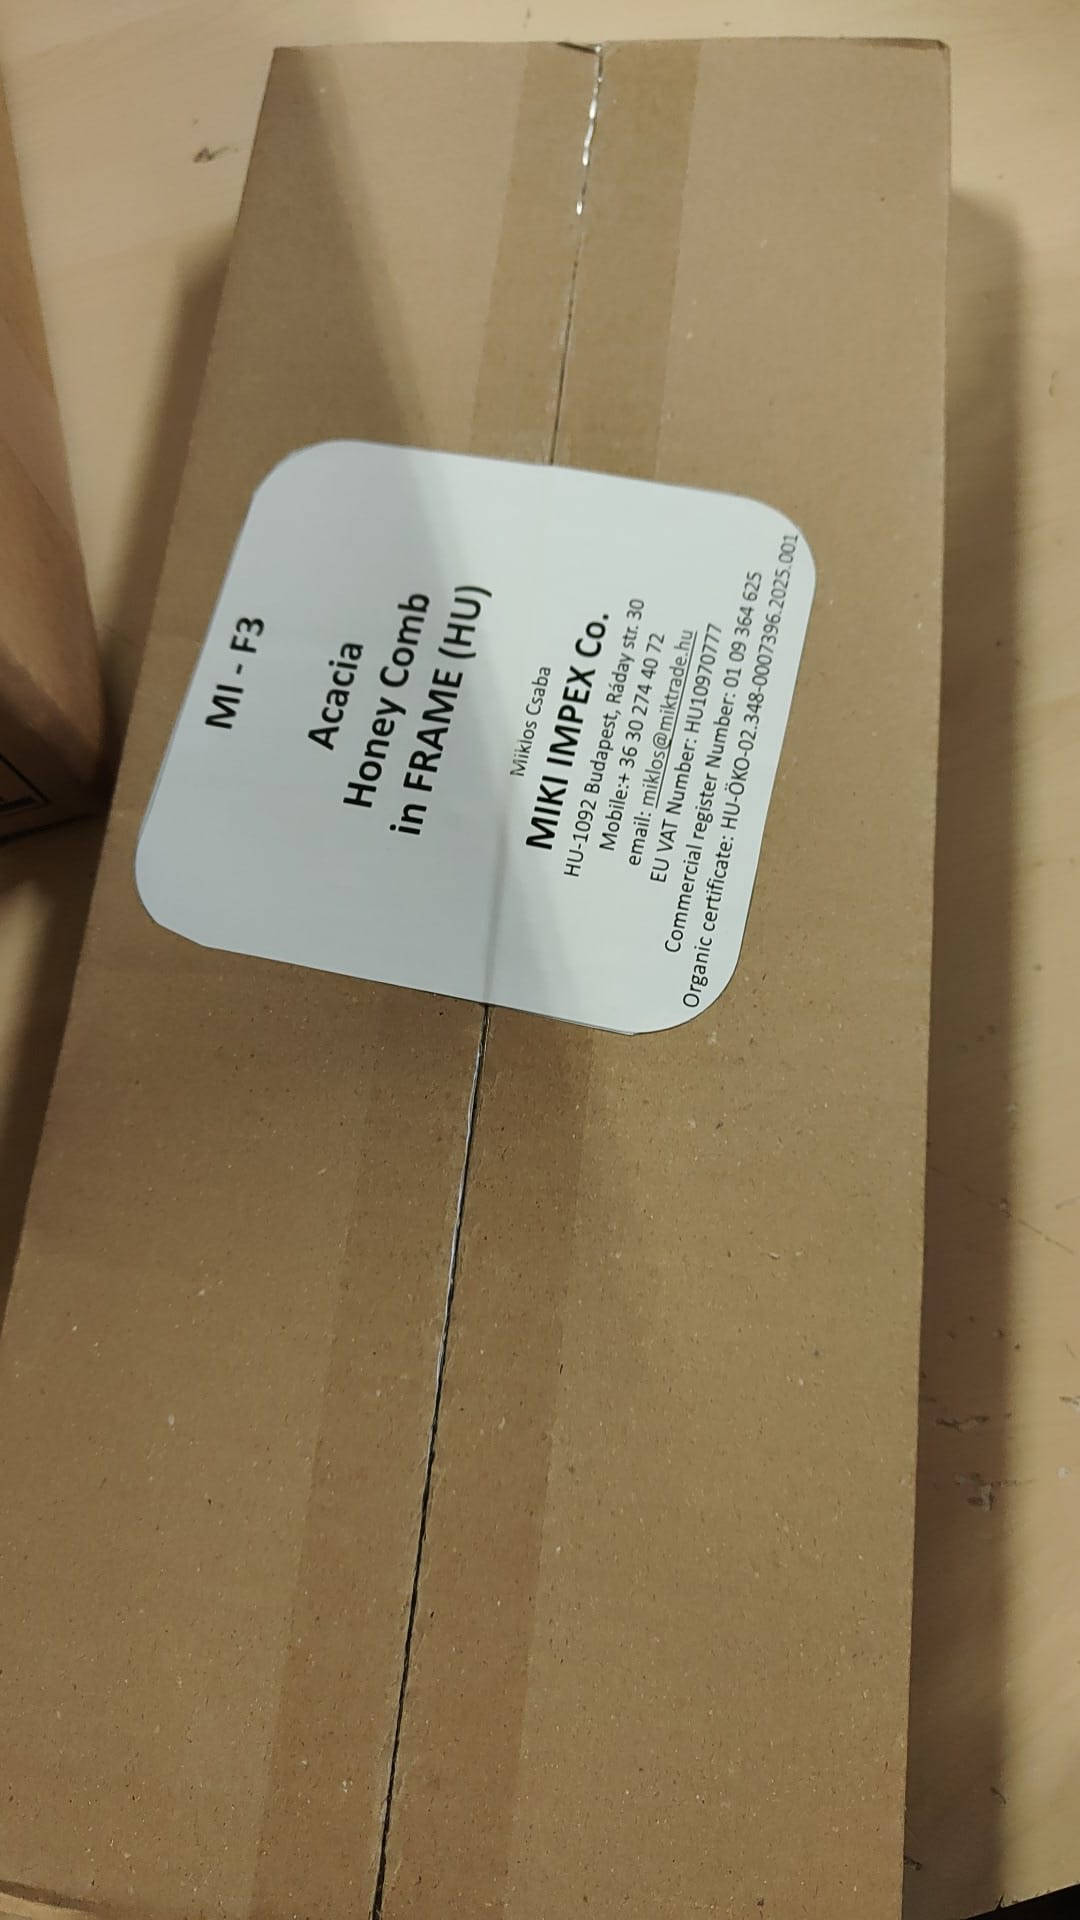 MI - F3
Acacia
Honey Comb
in FRAME (HU)
Miklos Csaba
MIKI IMPEX Co.
HU-1092 Budapest, Ráday str. 30
Mobile:+ 36 30 274 40 72
email: miklos@miktrade.hu
EU VAT Number: HU10970777
Commercial register Number: 01 09 364 625
Organic certificate: HU-ÖKO-02.348-0007396.2025.001